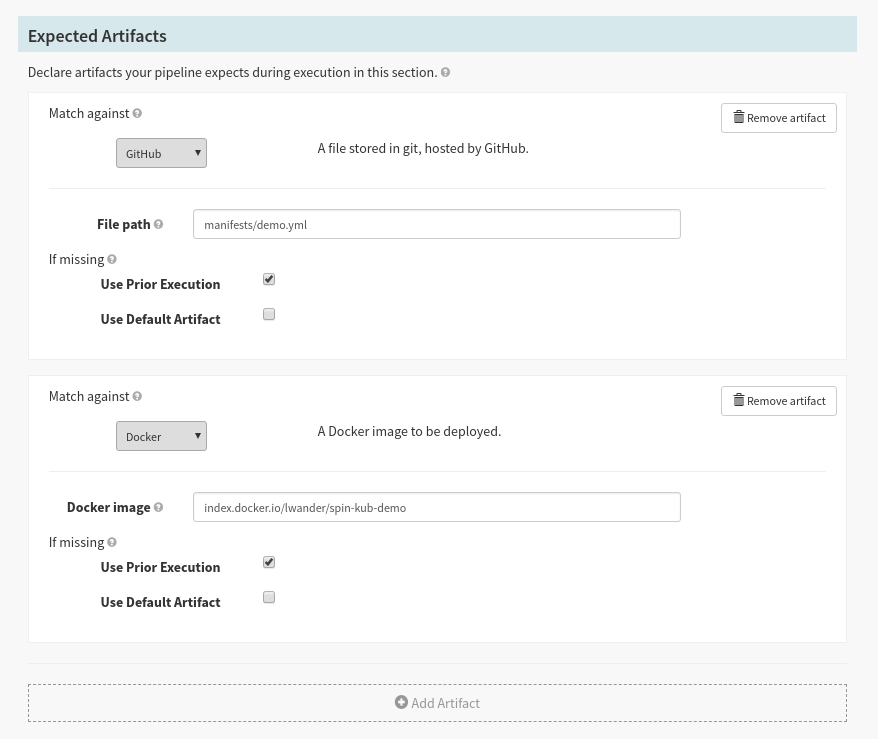 Expected Artifacts
Declare artifacts your pipeline expects during execution in this section. ?
Match against ?
Remove artifact
GitHub
A file stored in git, hosted by GitHub.
File path ?
manifests/demo.yml
If missing ?
Use Prior Execution
Use Default Artifact
Match against ?
Remove artifact
Docker
A Docker image to be deployed.
Docker image ?
index.docker.io/lwander/spin-kub-demo
If missing ?
Use Prior Execution
Use Default Artifact
Add Artifact